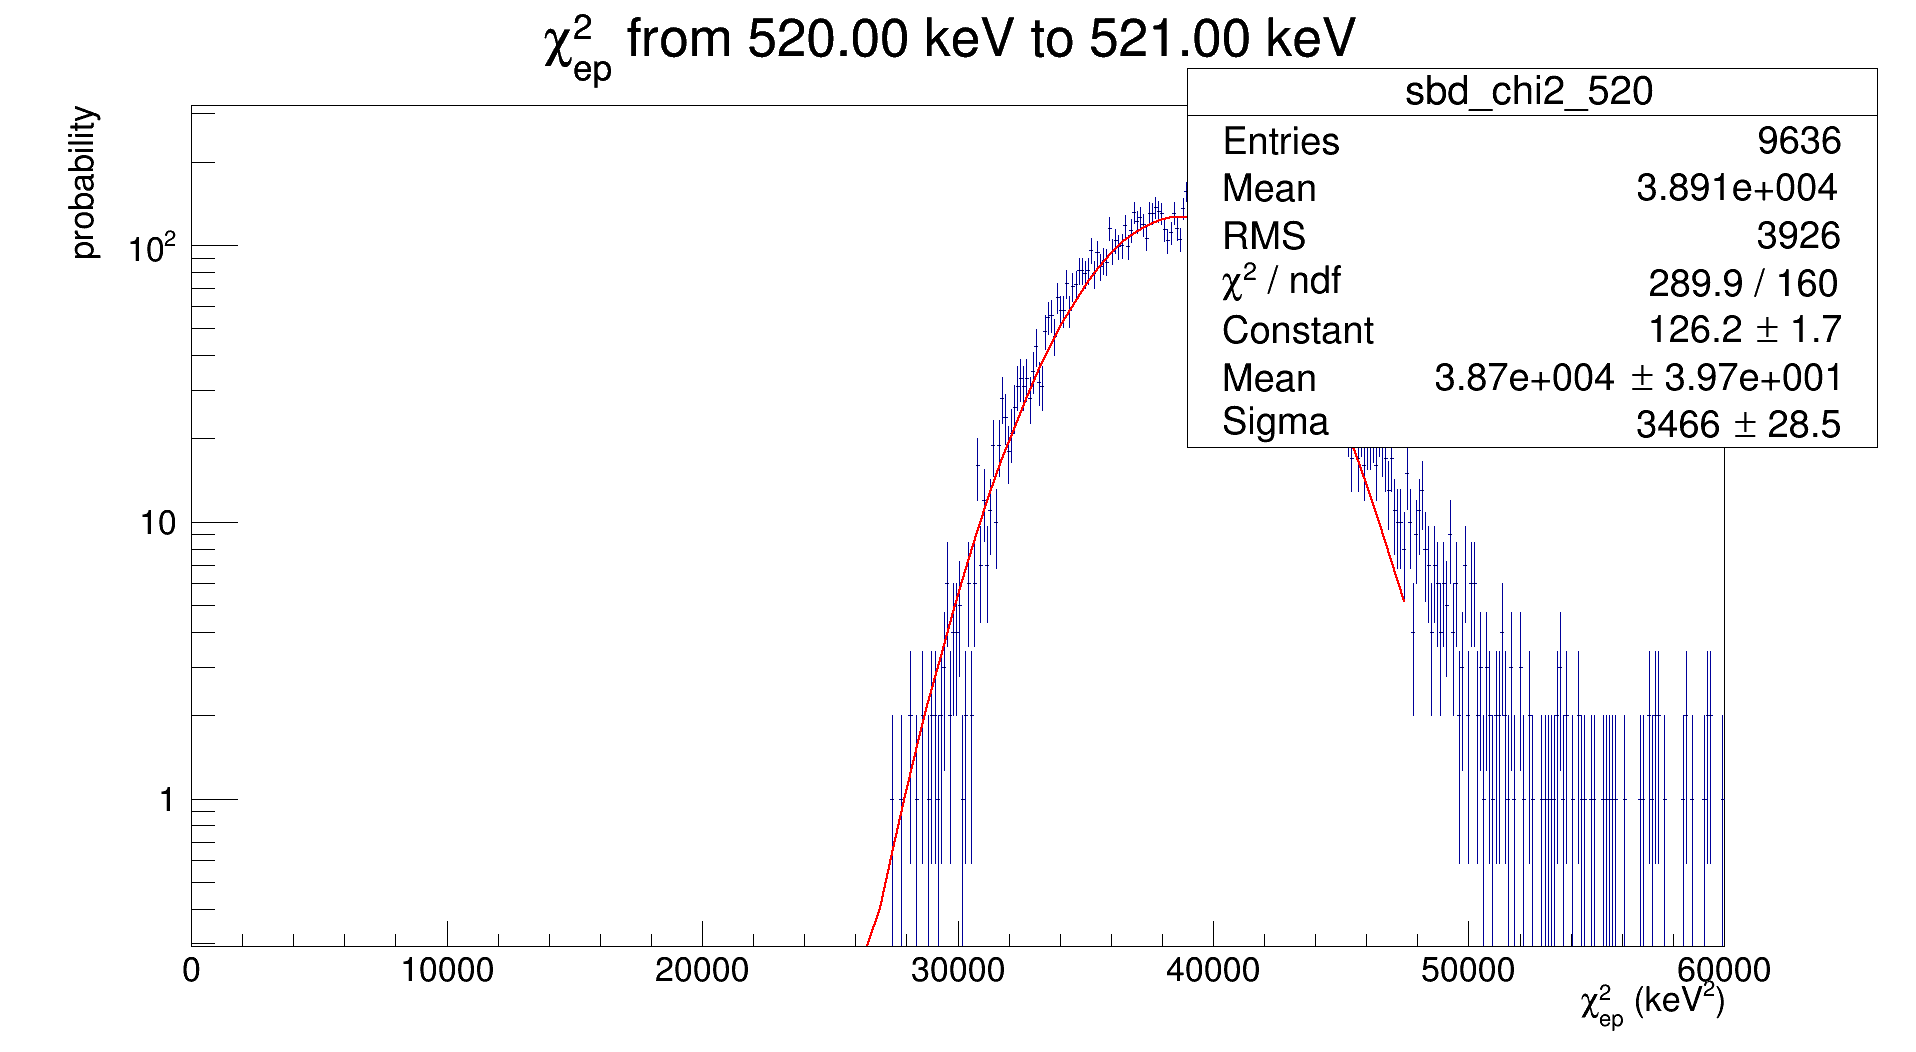 χ²ep from 520.00 keV to 521.00 keV
sbd_chi2_520
Entries 9636
Mean 3.891e+004
RMS 3926
χ² / ndf 289.9 / 160
Constant 126.2 ± 1.7
Mean 3.87e+004 ± 3.97e+001
Sigma 3466 ± 28.5
probability
10²
10
1
0 10000 20000 30000 40000 50000 60000
χ²ep (keV²)